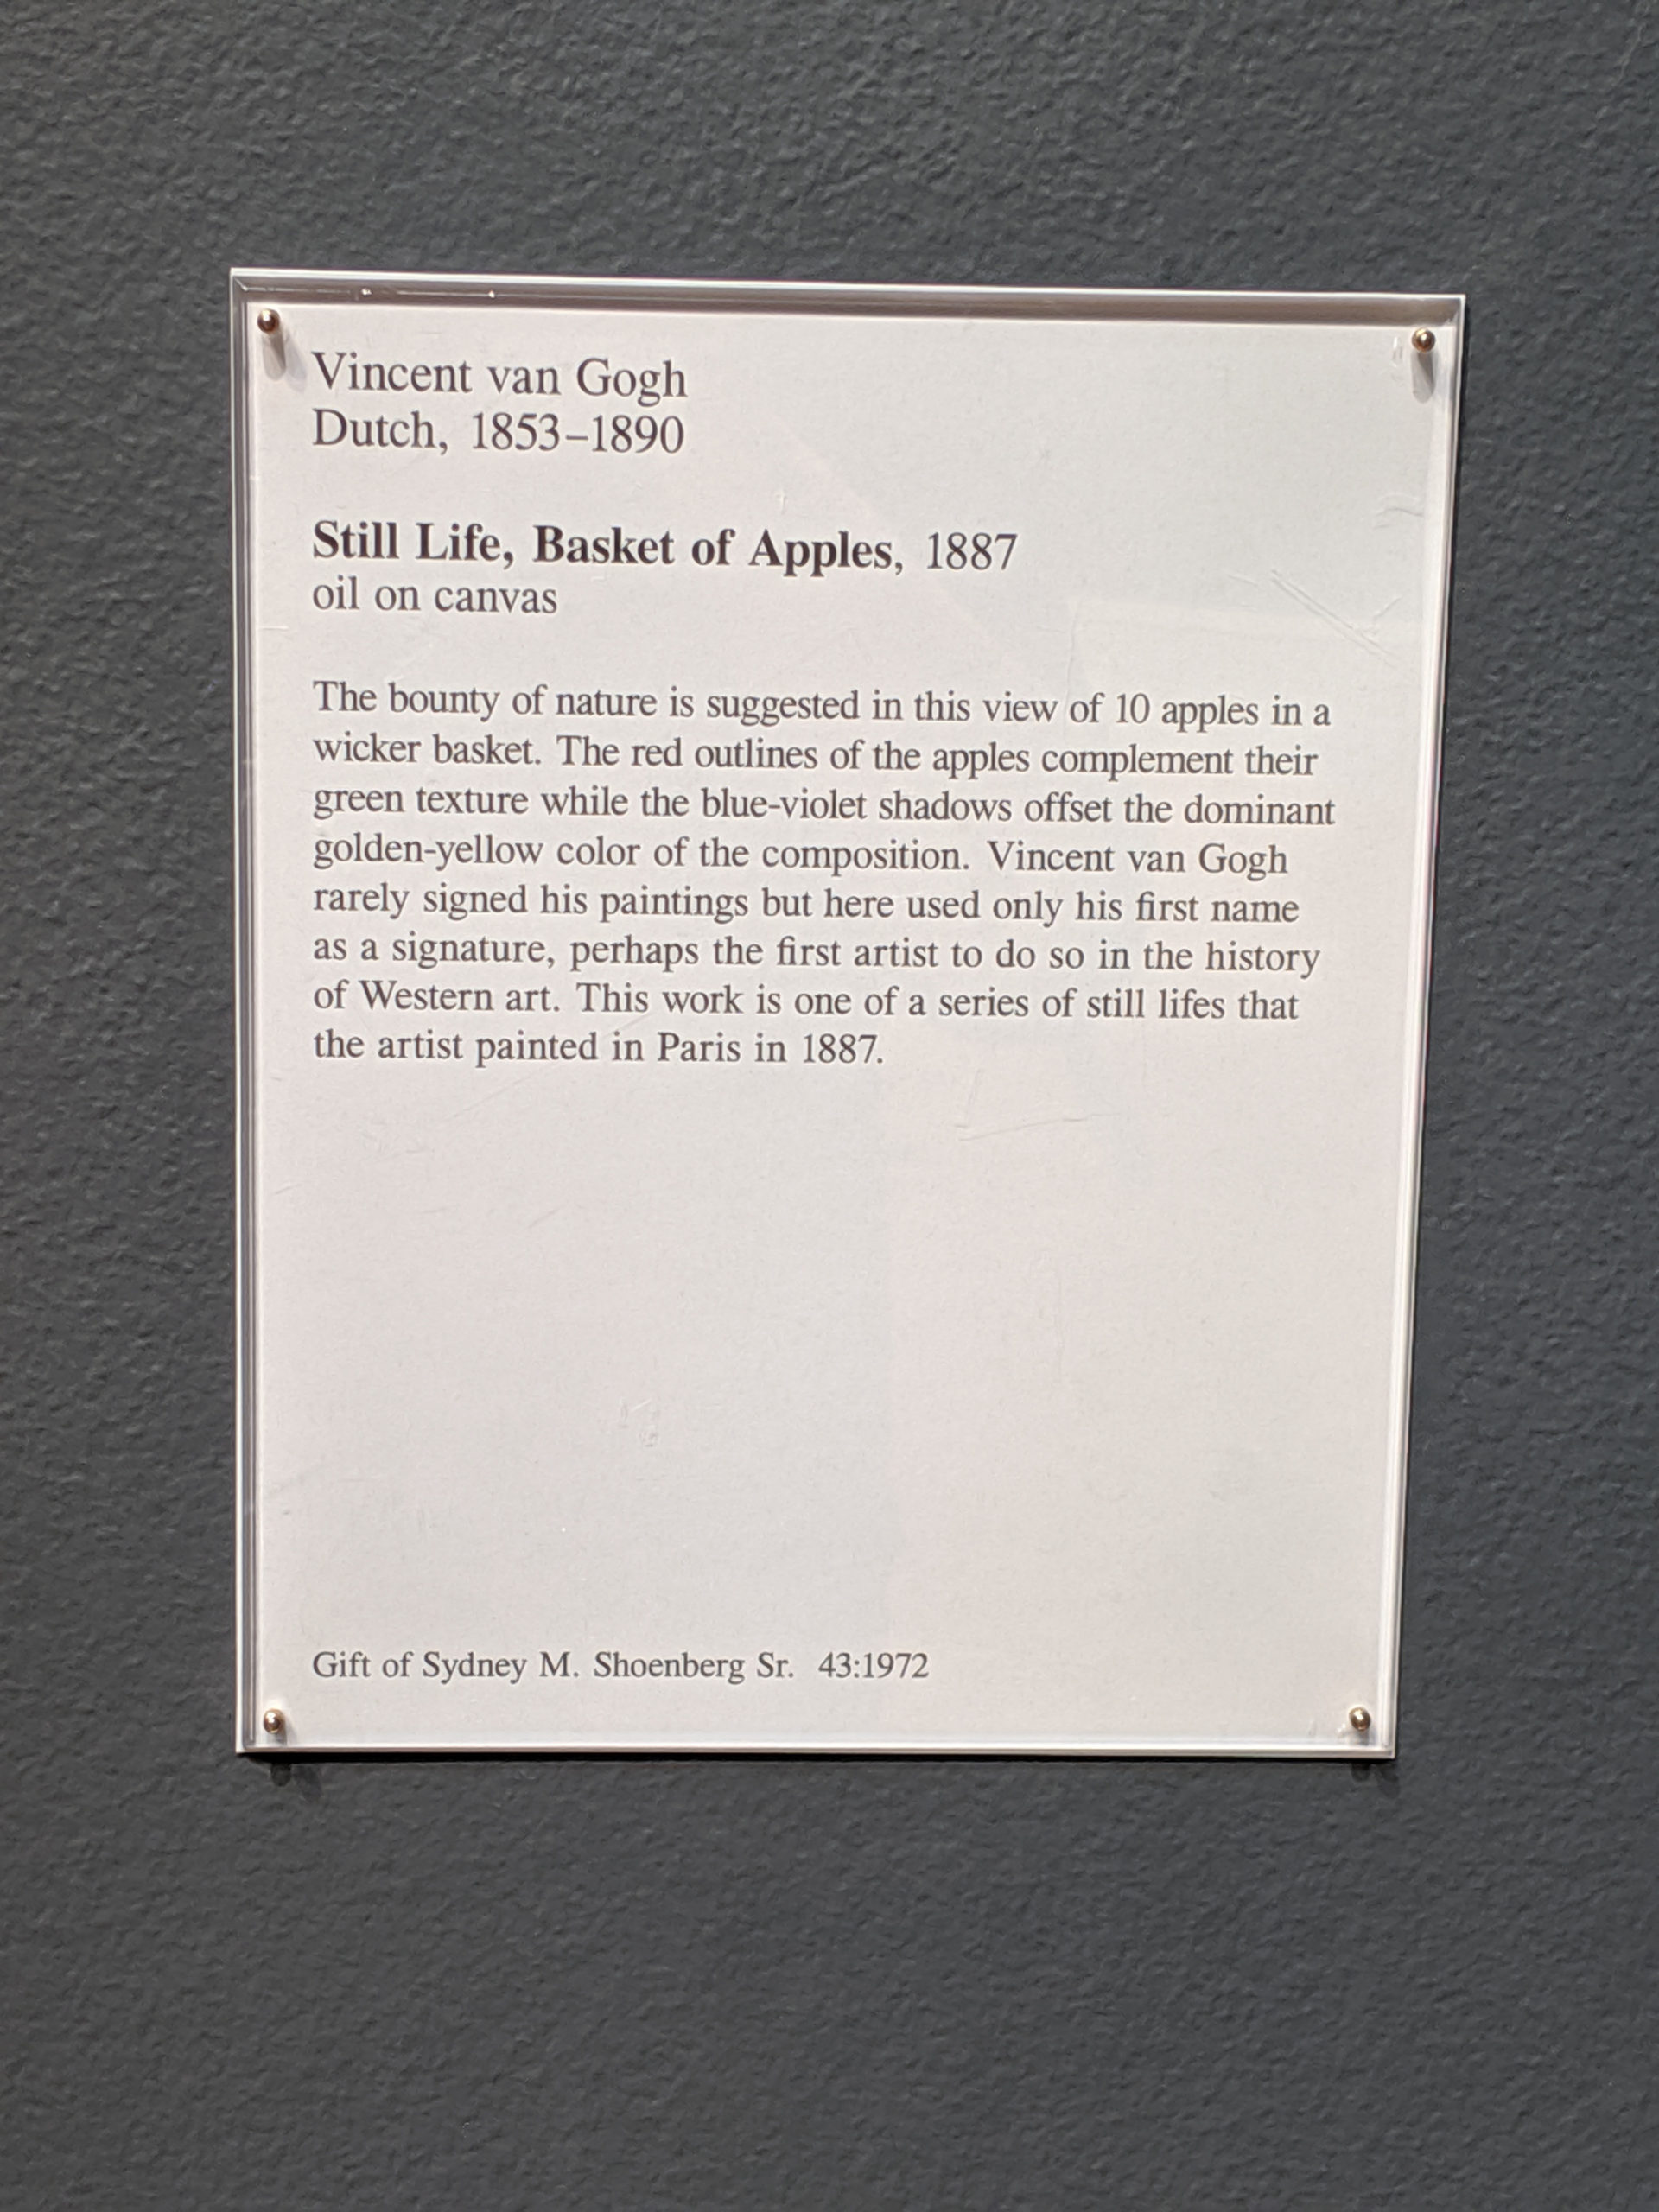 Vincent van Gogh
Dutch, 1853–1890
Still Life, Basket of Apples, 1887
oil on canvas
The bounty of nature is suggested in this view of 10 apples in a
wicker basket. The red outlines of the apples complement their
green texture while the blue-violet shadows offset the dominant
golden-yellow color of the composition. Vincent van Gogh
rarely signed his paintings but here used only his first name
as a signature, perhaps the first artist to do so in the history
of Western art. This work is one of a series of still lifes that
the artist painted in Paris in 1887.
Gift of Sydney M. Shoenberg Sr. 43:1972